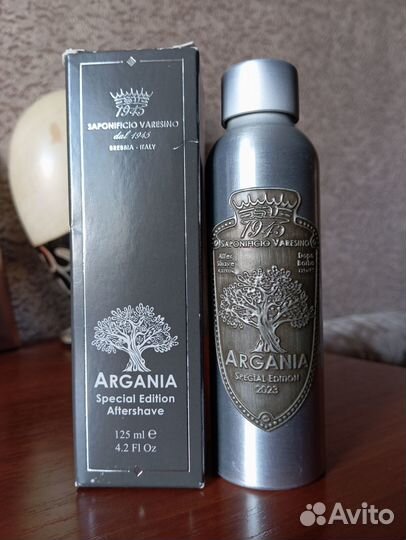 1945
SAPONIFICIO VARESINO
dal 1945
BREBBIA - ITALY
ARGANIA
Special Edition
Aftershave
125 ml e
4.2 Fl Oz
1945
SAPONIFICIO VARESINO
After Dopo
Shave Barba
ARGANIA
SPECIAL EDITION
2023
Avito